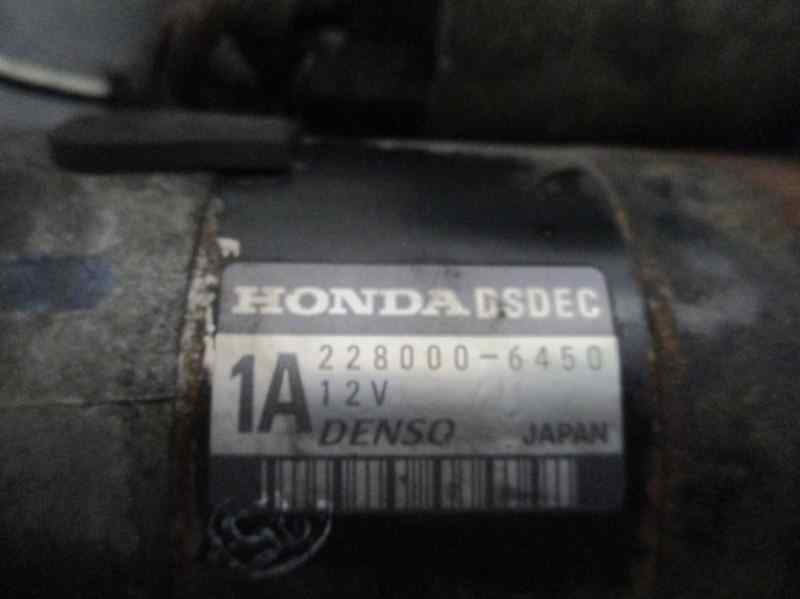 HONDA DSDEC
1A 228000-6450
12V
DENSO JAPAN